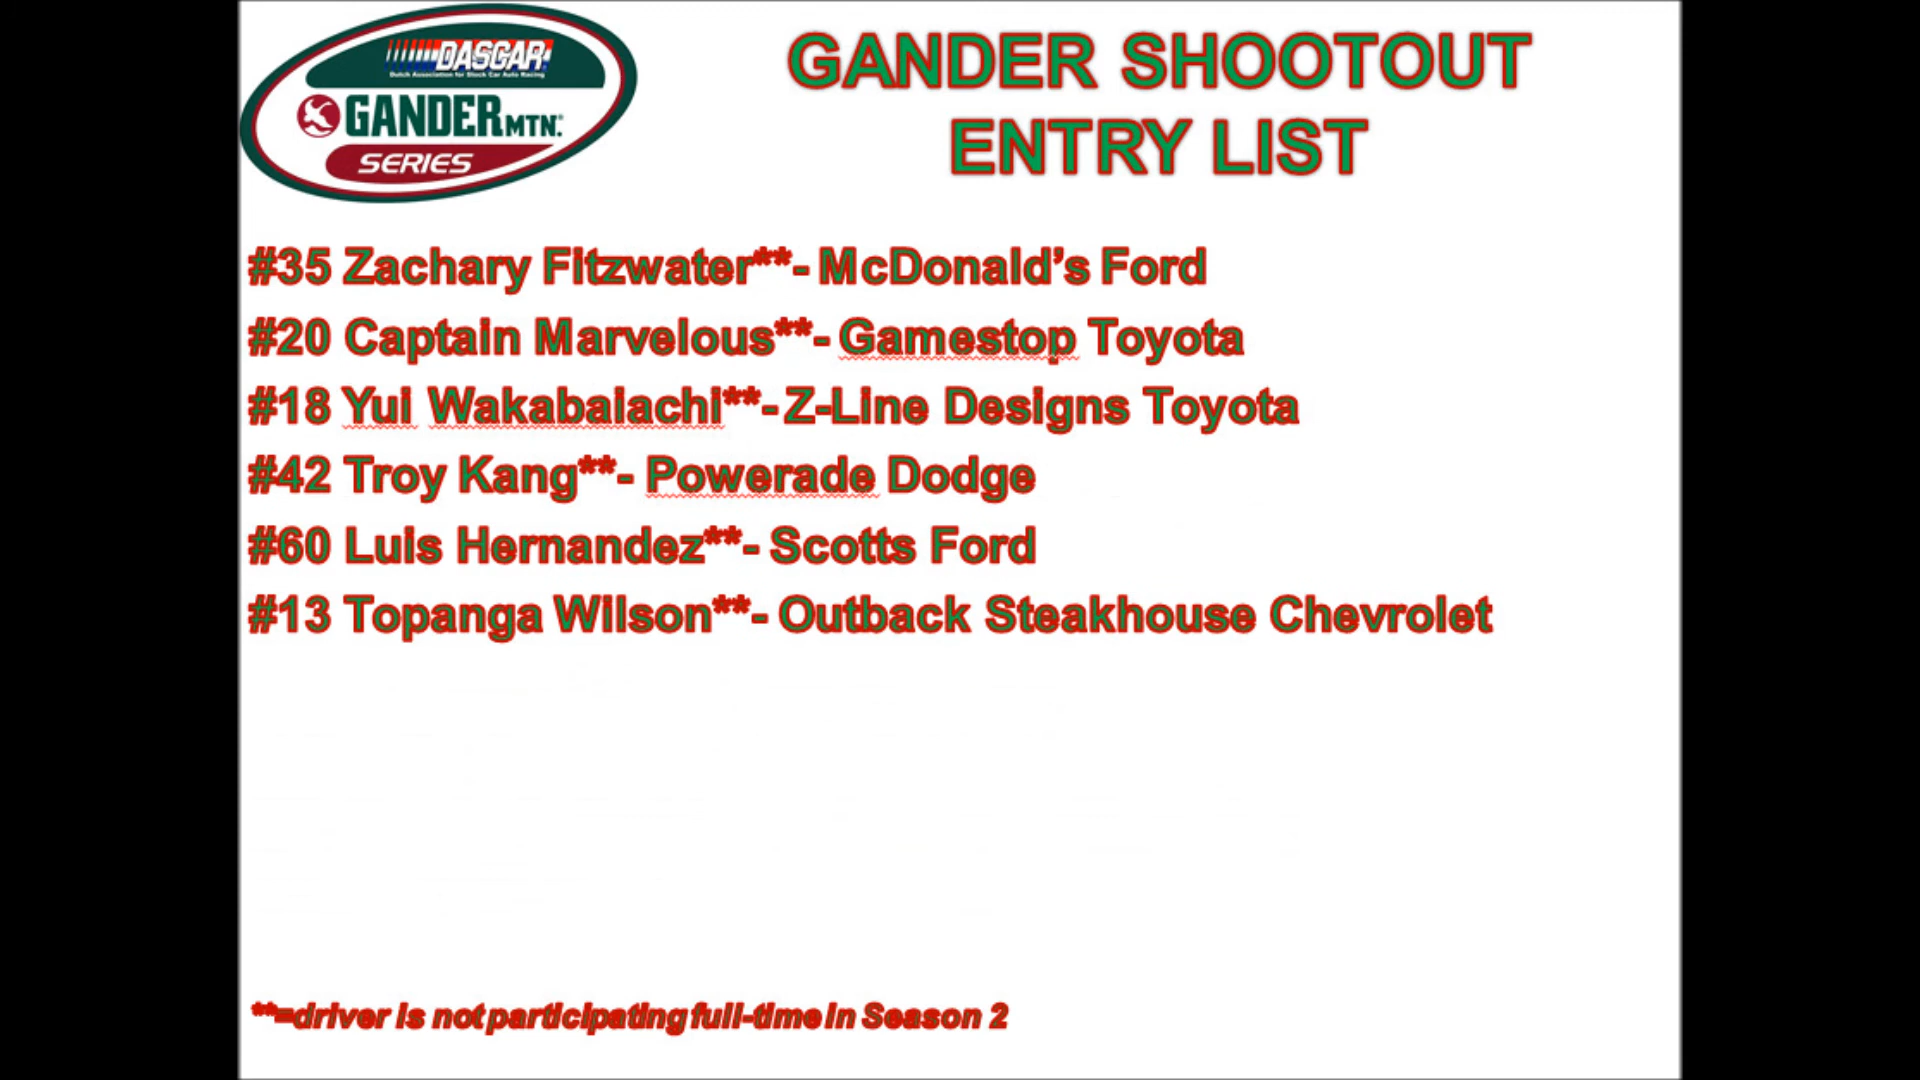 DASCAR
Dutch Association for Stock Car Auto Racing
GANDER MTN.
SERIES
GANDER SHOOTOUT
ENTRY LIST
#35 Zachary Fitzwater**- McDonald’s Ford
#20 Captain Marvelous**- Gamestop Toyota
#18 Yui Wakabaiachi**- Z-Line Designs Toyota
#42 Troy Kang**- Powerade Dodge
#60 Luis Hernandez**- Scotts Ford
#13 Topanga Wilson**- Outback Steakhouse Chevrolet
**=driver is not participating full-time in Season 2